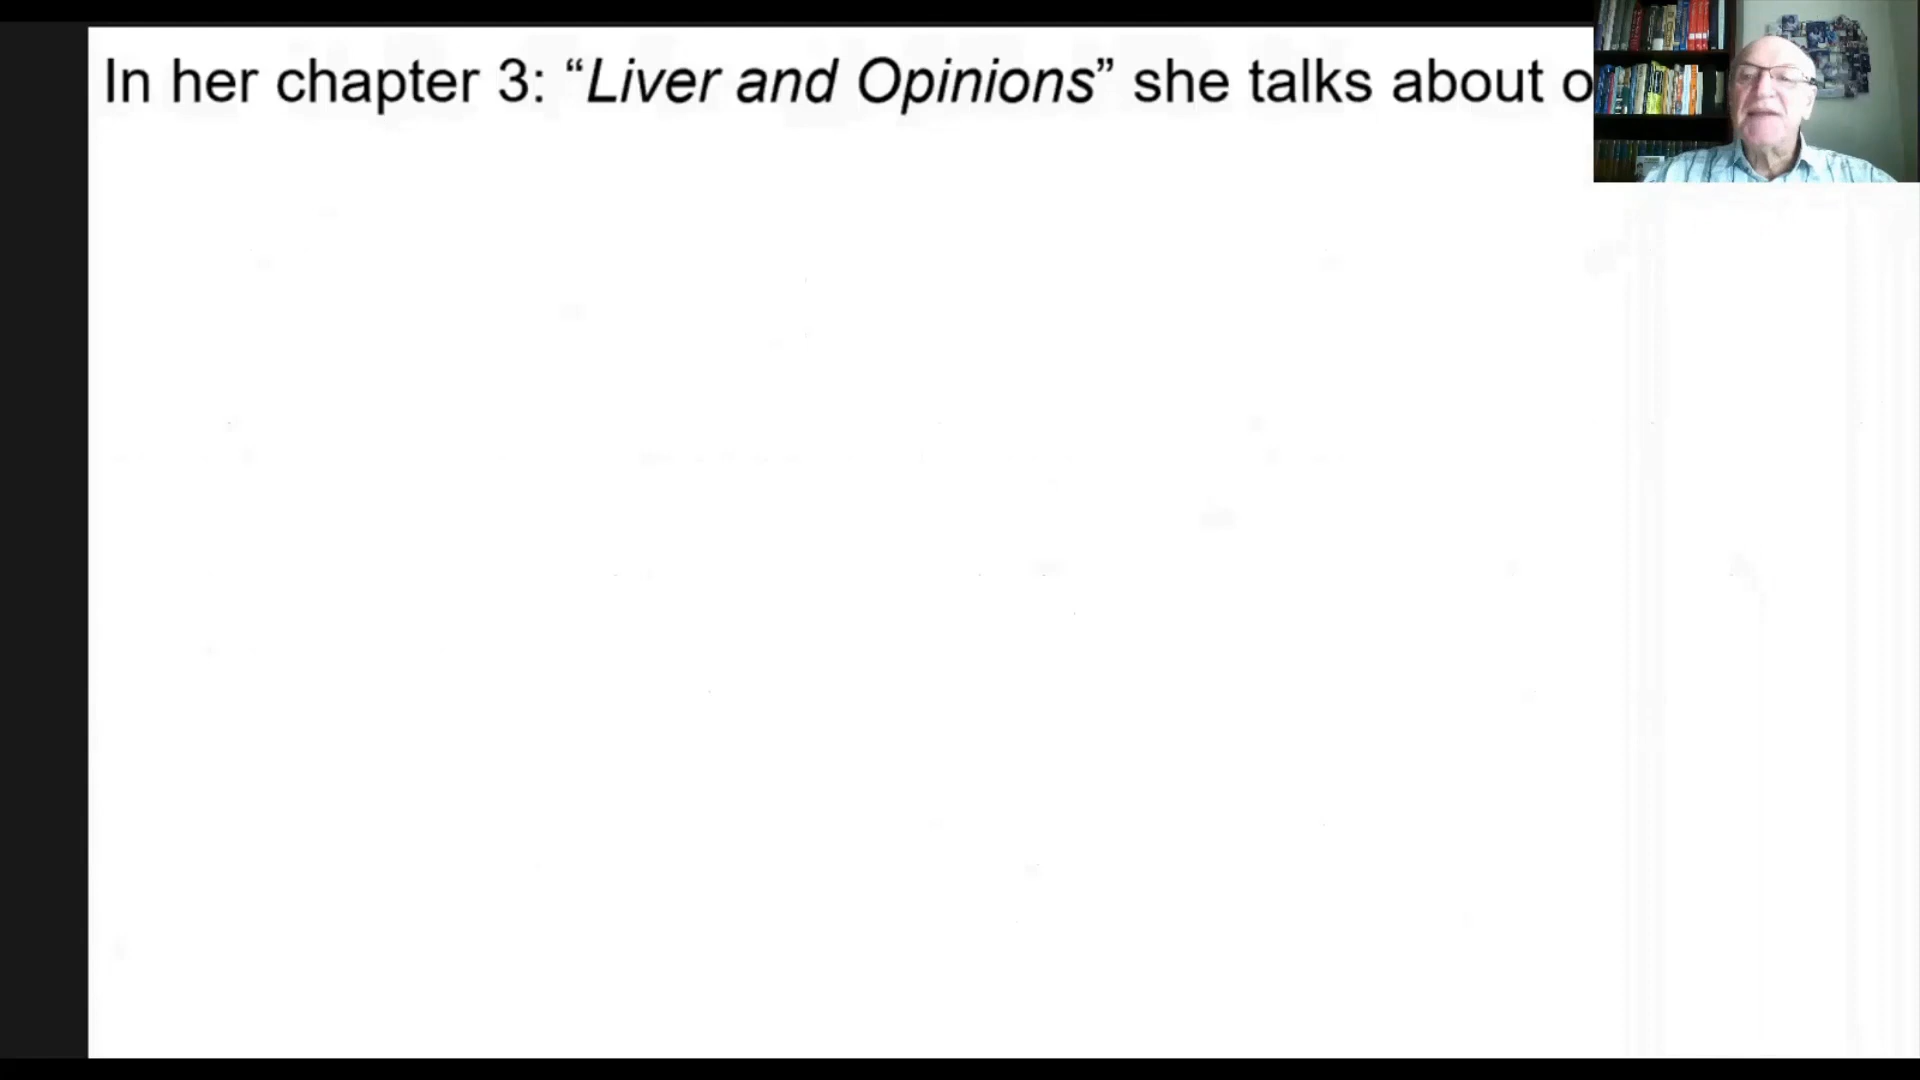 In her chapter 3: “Liver and Opinions” she talks about